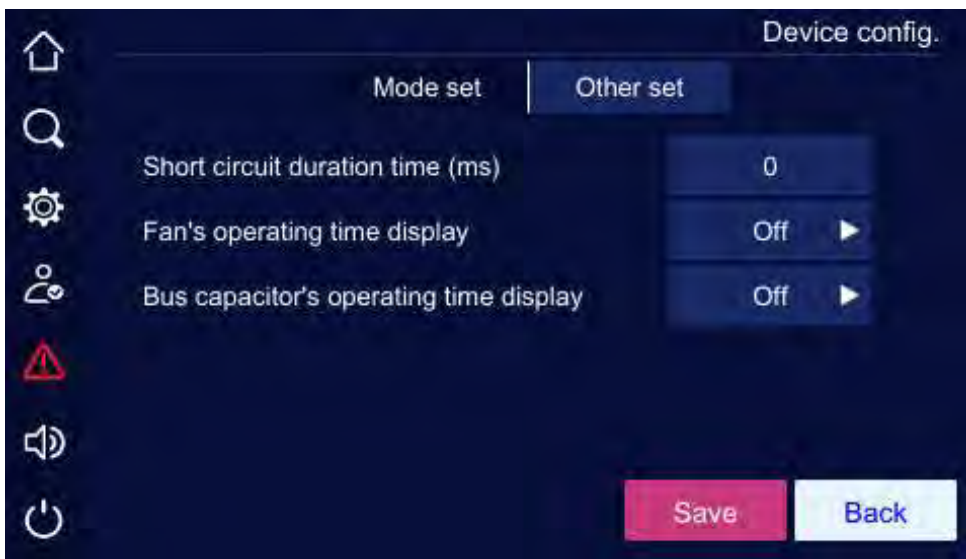 Device config.
Mode set Other set
Short circuit duration time (ms) 0
Fan's operating time display Off
Bus capacitor's operating time display Off
Save Back